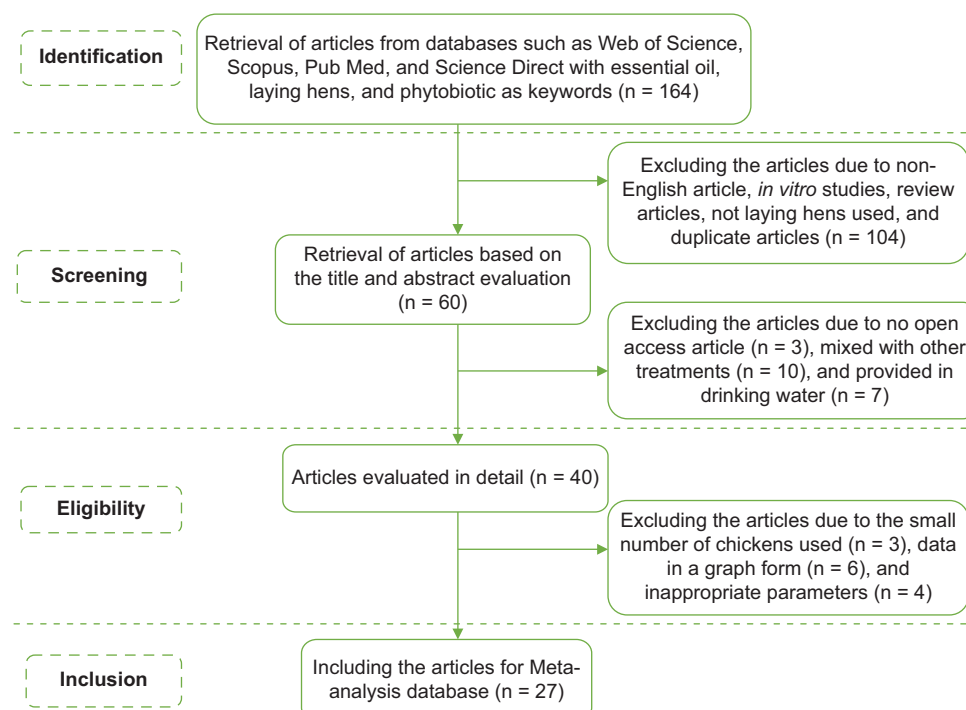 Identification
Retrieval of articles from databases such as Web of Science,
Scopus, Pub Med, and Science Direct with essential oil,
laying hens, and phytobiotic as keywords (n = 164)
Excluding the articles due to non-
English article, in vitro studies, review
articles, not laying hens used, and
duplicate articles (n = 104)
Screening
Retrieval of articles based on
the title and abstract evaluation
(n = 60)
Excluding the articles due to no open
access article (n = 3), mixed with other
treatments (n = 10), and provided in
drinking water (n = 7)
Eligibility
Articles evaluated in detail (n = 40)
Excluding the articles due to the small
number of chickens used (n = 3), data
in a graph form (n = 6), and
inappropriate parameters (n = 4)
Inclusion
Including the articles for Meta-
analysis database (n = 27)